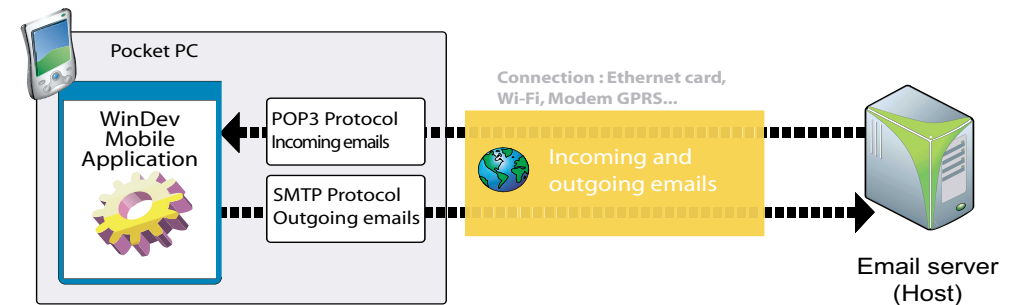 Pocket PC
WinDev
Mobile
Application
POP3 Protocol
Incoming emails
SMTP Protocol
Outgoing emails
Connection : Ethernet card,
Wi-Fi, Modem GPRS...
Incoming and
outgoing emails
Email server
(Host)